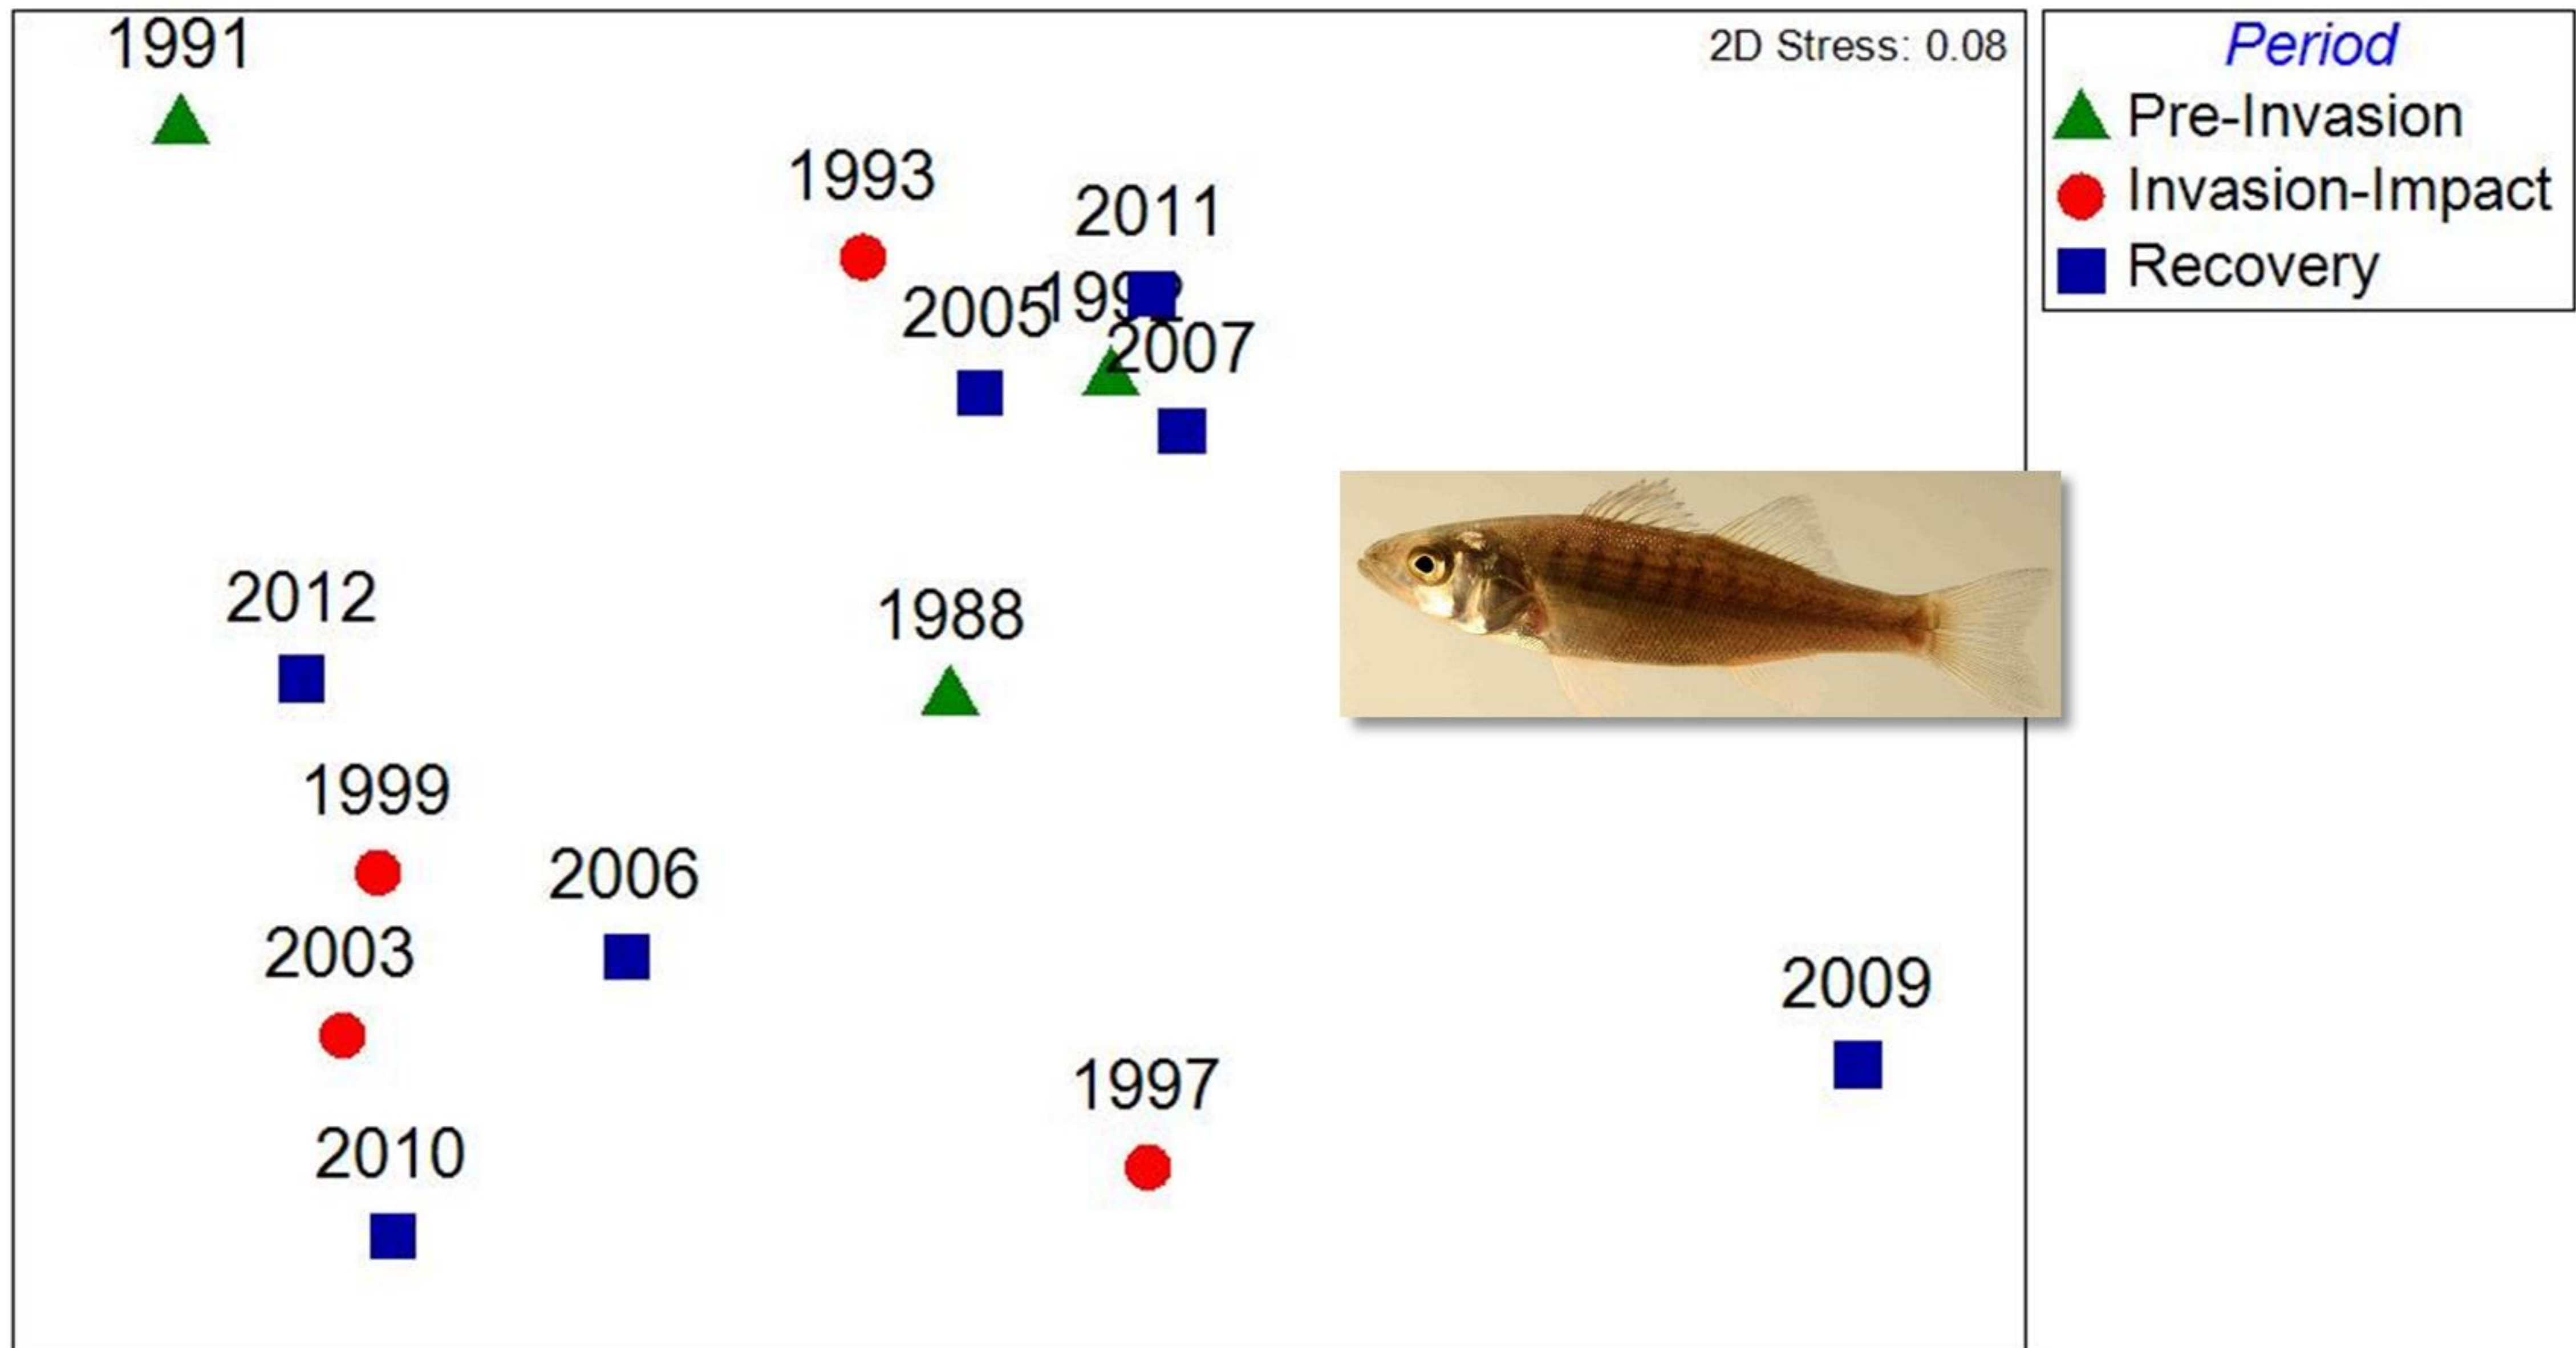 1991
2D Stress: 0.08
1993
2011
2005
1992
2007
2012
1988
1999
2006
2003
2009
1997
2010
Period
Pre-Invasion
Invasion-Impact
Recovery